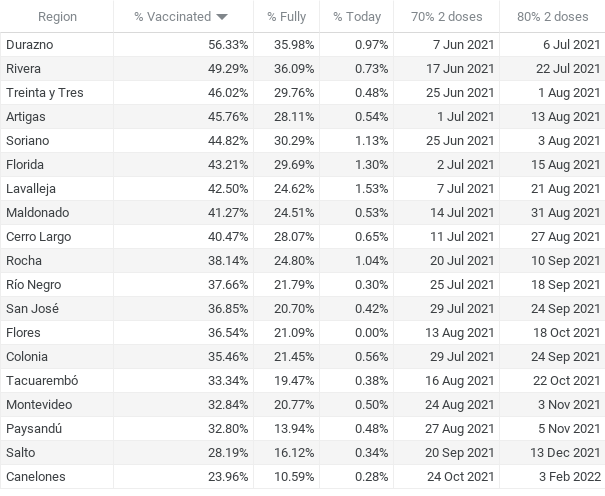 Region % Vaccinated % Fully % Today 70% 2 doses 80% 2 doses
Durazno 56.33% 35.98% 0.97% 7 Jun 2021 6 Jul 2021
Rivera 49.29% 36.09% 0.73% 17 Jun 2021 22 Jul 2021
Treinta y Tres 46.02% 29.76% 0.48% 25 Jun 2021 1 Aug 2021
Artigas 45.76% 28.11% 0.54% 1 Jul 2021 13 Aug 2021
Soriano 44.82% 30.29% 1.13% 25 Jun 2021 3 Aug 2021
Florida 43.21% 29.69% 1.30% 2 Jul 2021 15 Aug 2021
Lavalleja 42.50% 24.62% 1.53% 7 Jul 2021 21 Aug 2021
Maldonado 41.27% 24.51% 0.53% 14 Jul 2021 31 Aug 2021
Cerro Largo 40.47% 28.07% 0.65% 11 Jul 2021 27 Aug 2021
Rocha 38.14% 24.80% 1.04% 20 Jul 2021 10 Sep 2021
Río Negro 37.66% 21.79% 0.30% 25 Jul 2021 18 Sep 2021
San José 36.85% 20.70% 0.42% 29 Jul 2021 24 Sep 2021
Flores 36.54% 21.09% 0.00% 13 Aug 2021 18 Oct 2021
Colonia 35.46% 21.45% 0.56% 29 Jul 2021 24 Sep 2021
Tacuarembó 33.34% 19.47% 0.38% 16 Aug 2021 22 Oct 2021
Montevideo 32.84% 20.77% 0.50% 24 Aug 2021 3 Nov 2021
Paysandú 32.80% 13.94% 0.48% 27 Aug 2021 5 Nov 2021
Salto 28.19% 16.12% 0.34% 20 Sep 2021 13 Dec 2021
Canelones 23.96% 10.59% 0.28% 24 Oct 2021 3 Feb 2022